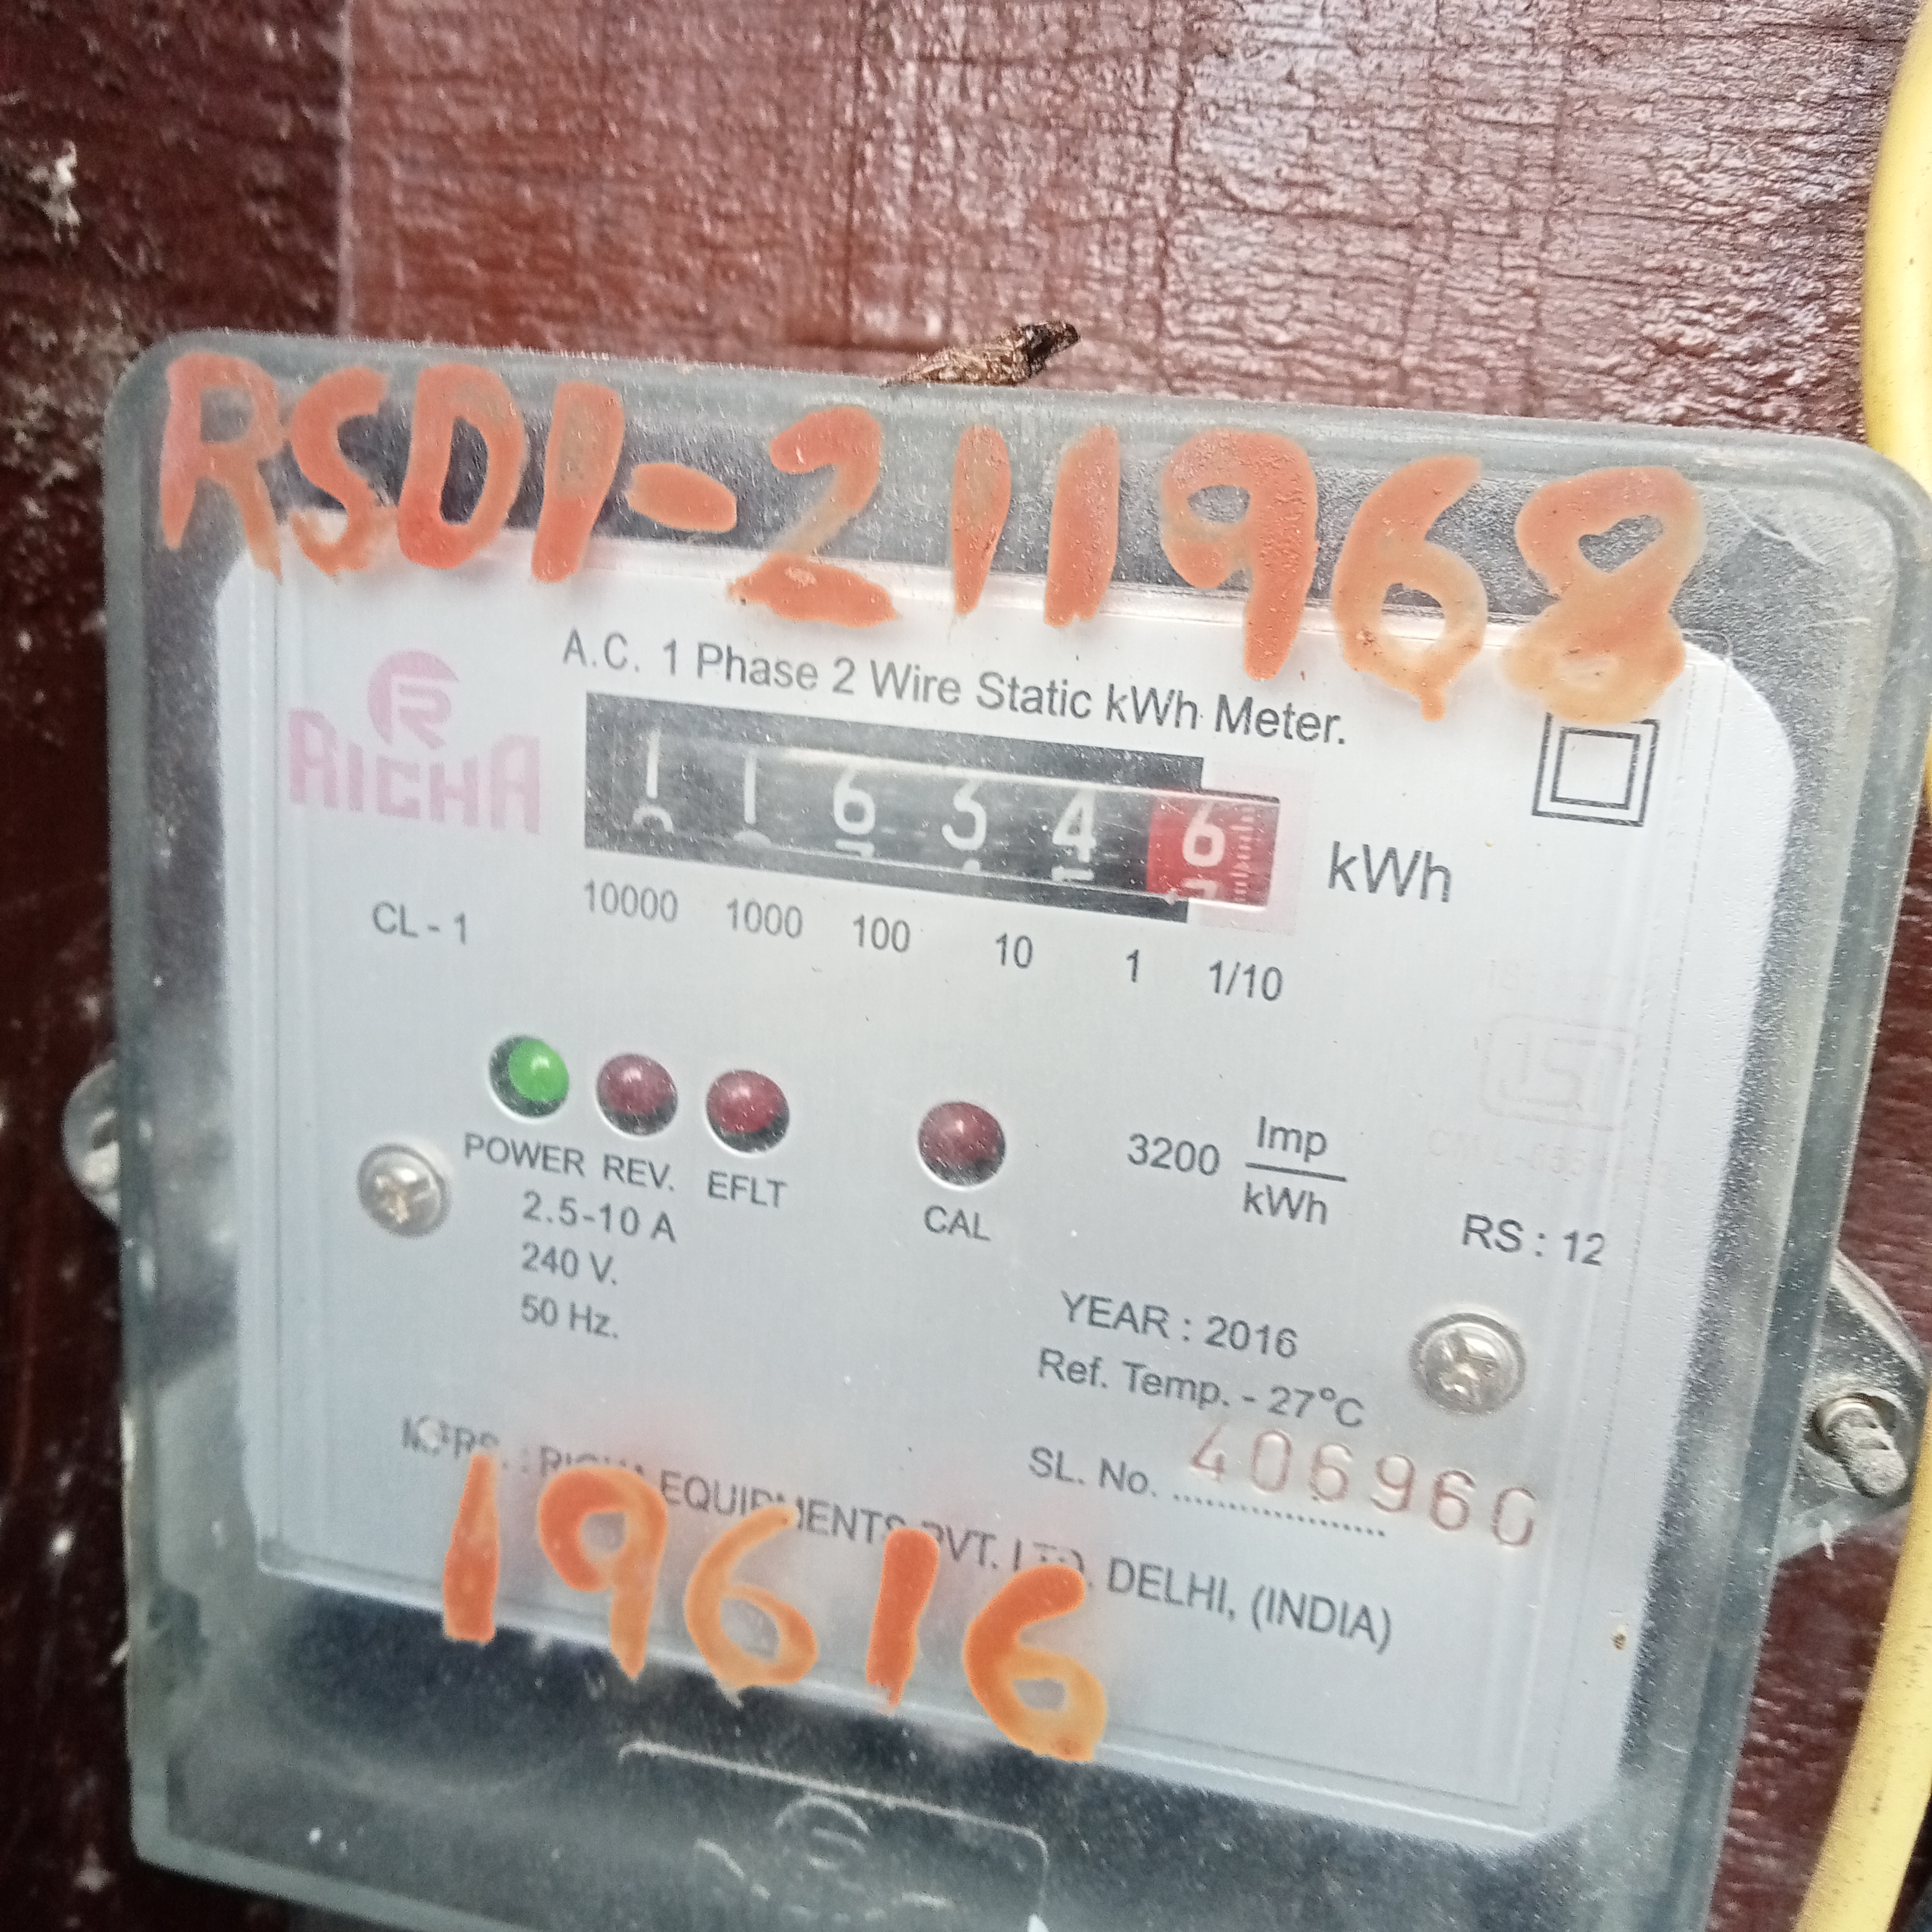 RSD1-211968
A.C. 1 Phase 2 Wire Static kWh Meter.
RICHA
1 1 6 3 4 6 kWh
10000 1000 100 10 1 1/10
CL - 1
POWER REV. EFLT CAL
3200 Imp/kWh
2.5-10 A
240 V.
50 Hz.
RS : 12
YEAR : 2016
Ref. Temp. - 27°C
SL. No. 406960
EQUIPMENTS PVT. LTD. DELHI, (INDIA)
19616